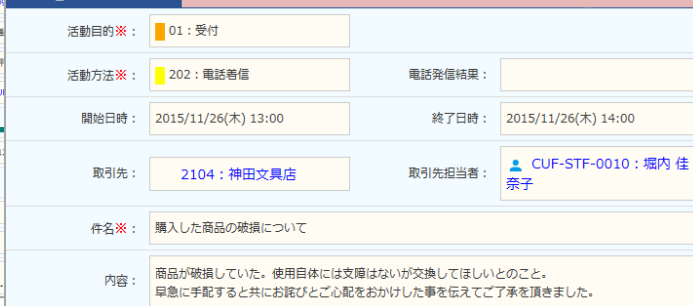 活動目的※： 01：受付
活動方法※： 202：電話着信 電話発信結果：
開始日時： 2015/11/26(木) 13:00 終了日時： 2015/11/26(木) 14:00
取引先： 2104：神田文具店 取引先担当者： CUF-STF-0010：堀内 佳
奈子
件名※： 購入した商品の破損について
内容： 商品が破損していた。使用自体には支障はないが交換してほしいとのこと。
早急に手配すると共にお詫びとご心配をおかけした事を伝えてご了承を頂きました。